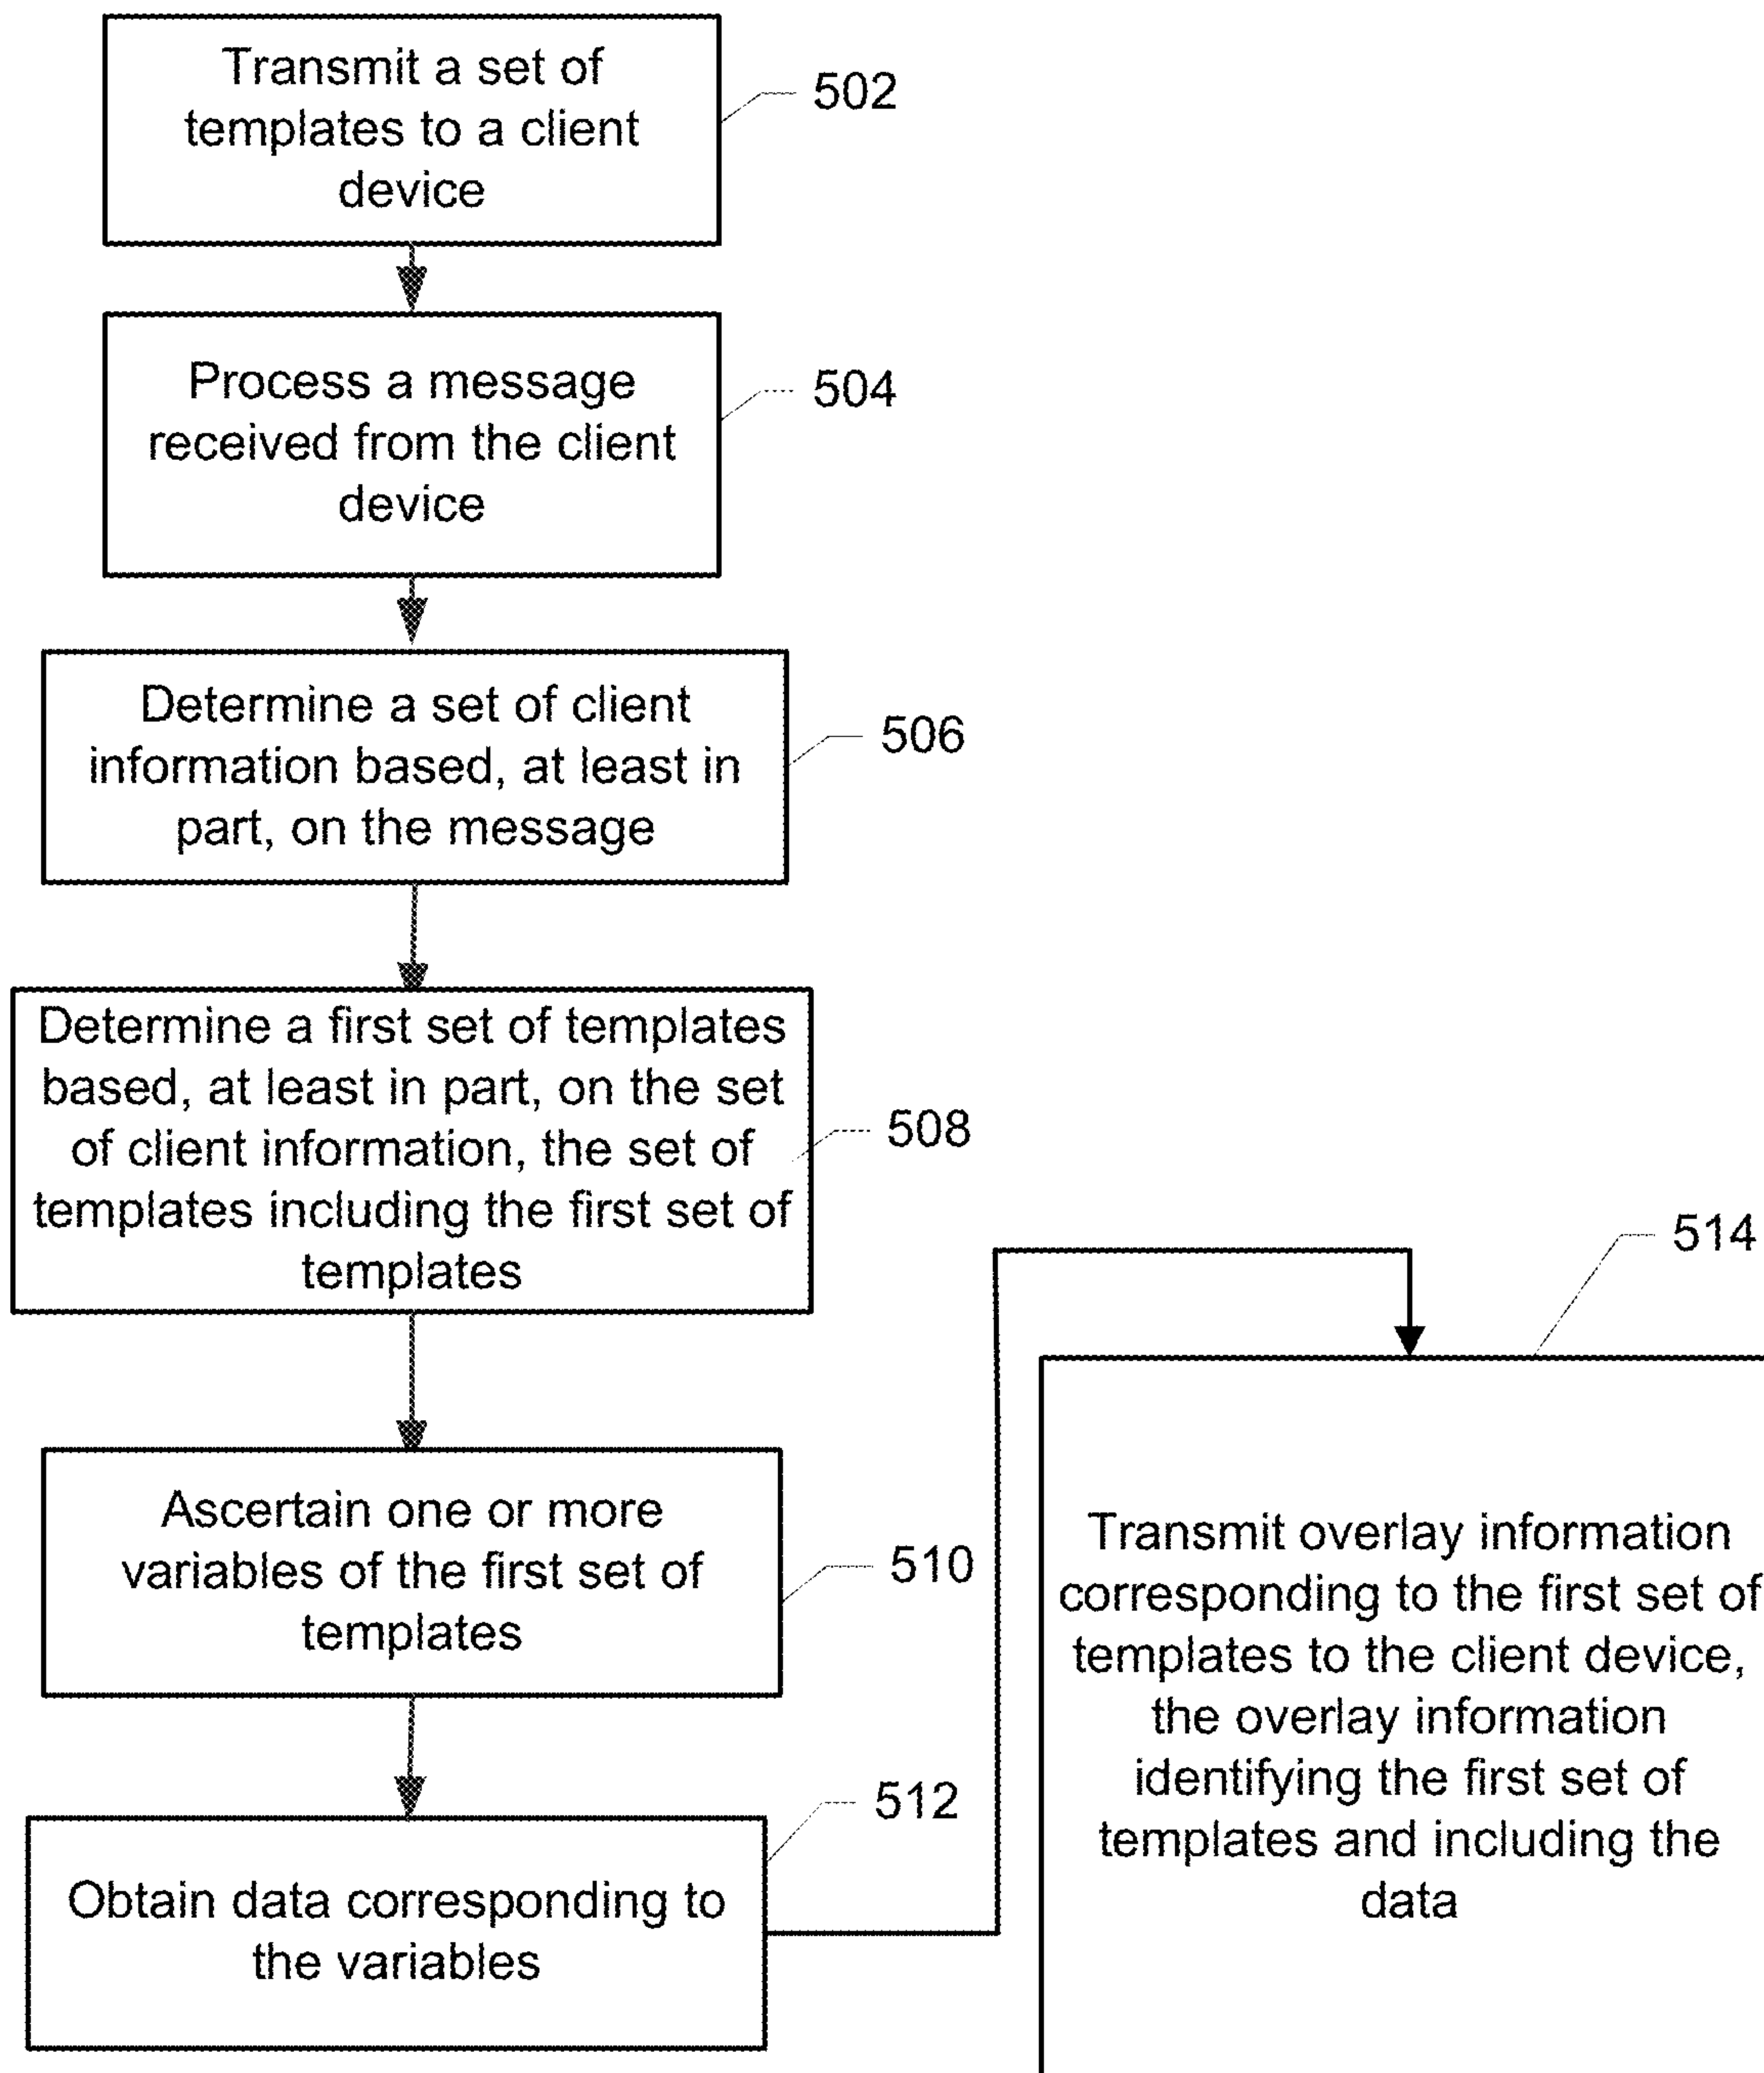 Transmit a set of
templates to a client
device
502
Process a message
received from the client
device
504
Determine a set of client
information based, at least in
part, on the message
506
Determine a first set of templates
based, at least in part, on the set
of client information, the set of
templates including the first set of
templates
508
Ascertain one or more
variables of the first set of
templates
510
Obtain data corresponding to
the variables
512
514
Transmit overlay information
corresponding to the first set of
templates to the client device,
the overlay information
identifying the first set of
templates and including the
data